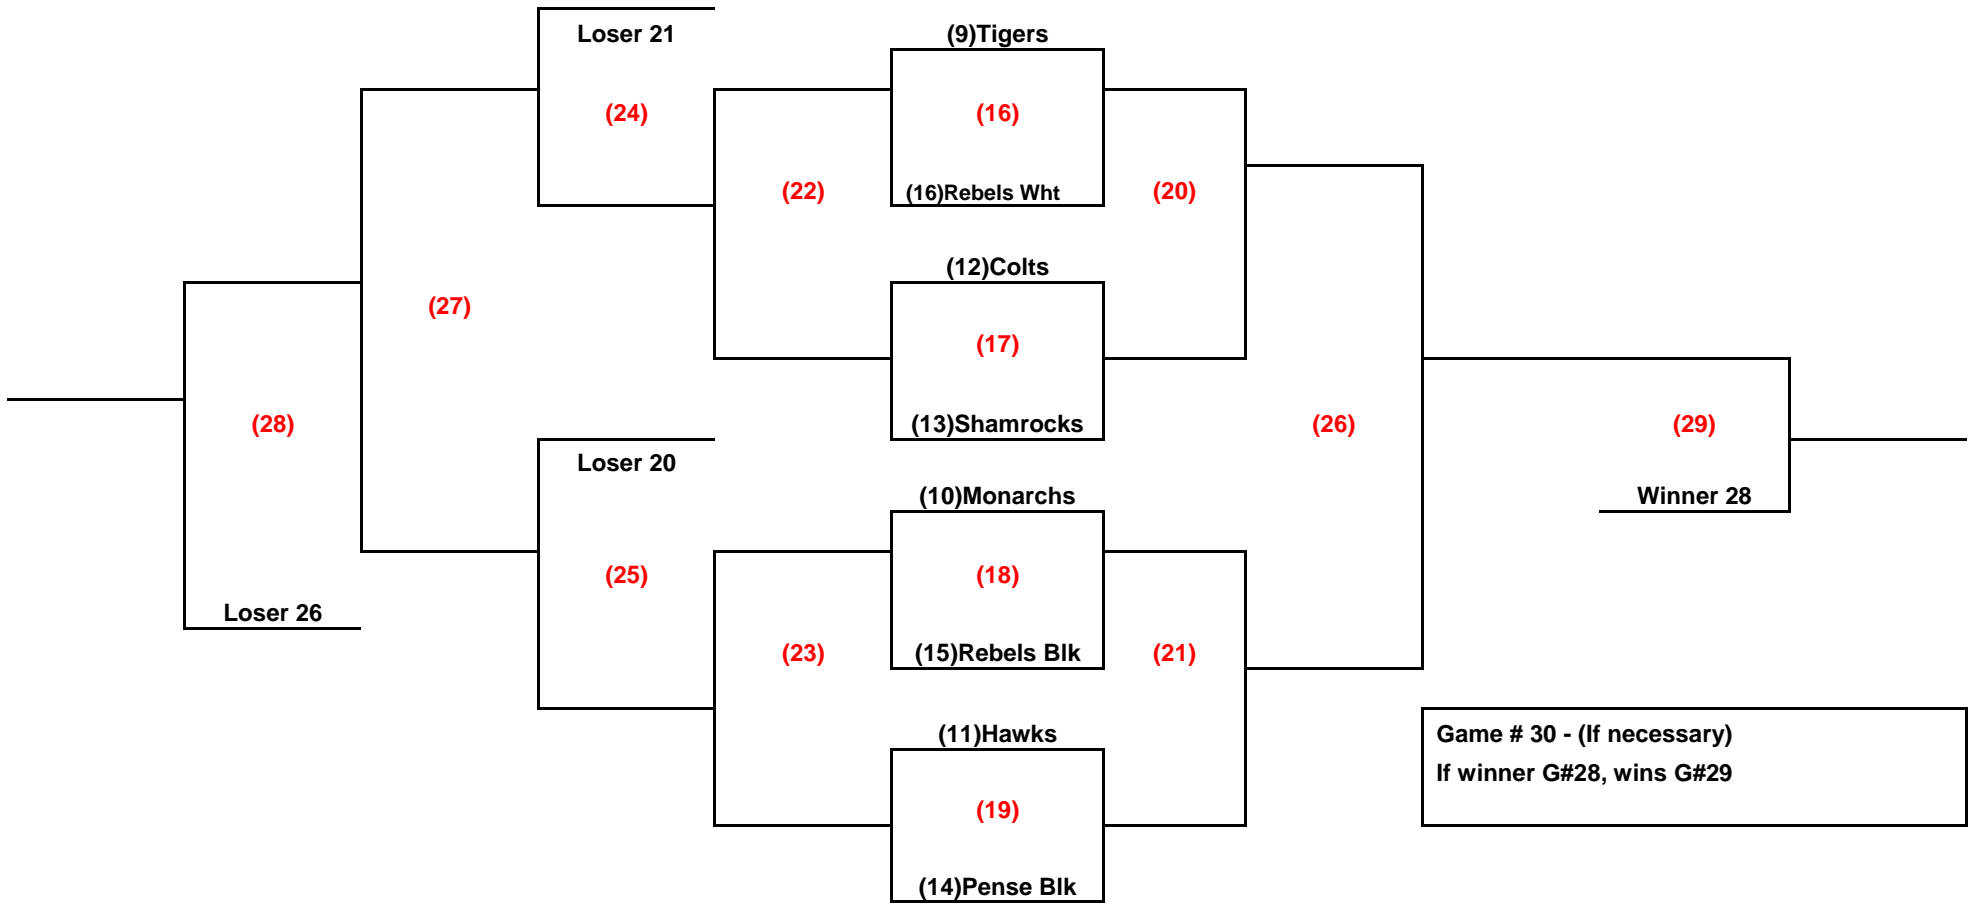 Loser 21
(9)Tigers
(24)
(16)
(22)
(16)Rebels Wht
(20)
(12)Colts
(27)
(17)
(28)
(13)Shamrocks
(26)
(29)
Loser 20
(10)Monarchs
Winner 28
(25)
(18)
Loser 26
(23)
(15)Rebels Blk
(21)
(11)Hawks
Game # 30 - (If necessary)
If winner G#28, wins G#29
(19)
(14)Pense Blk